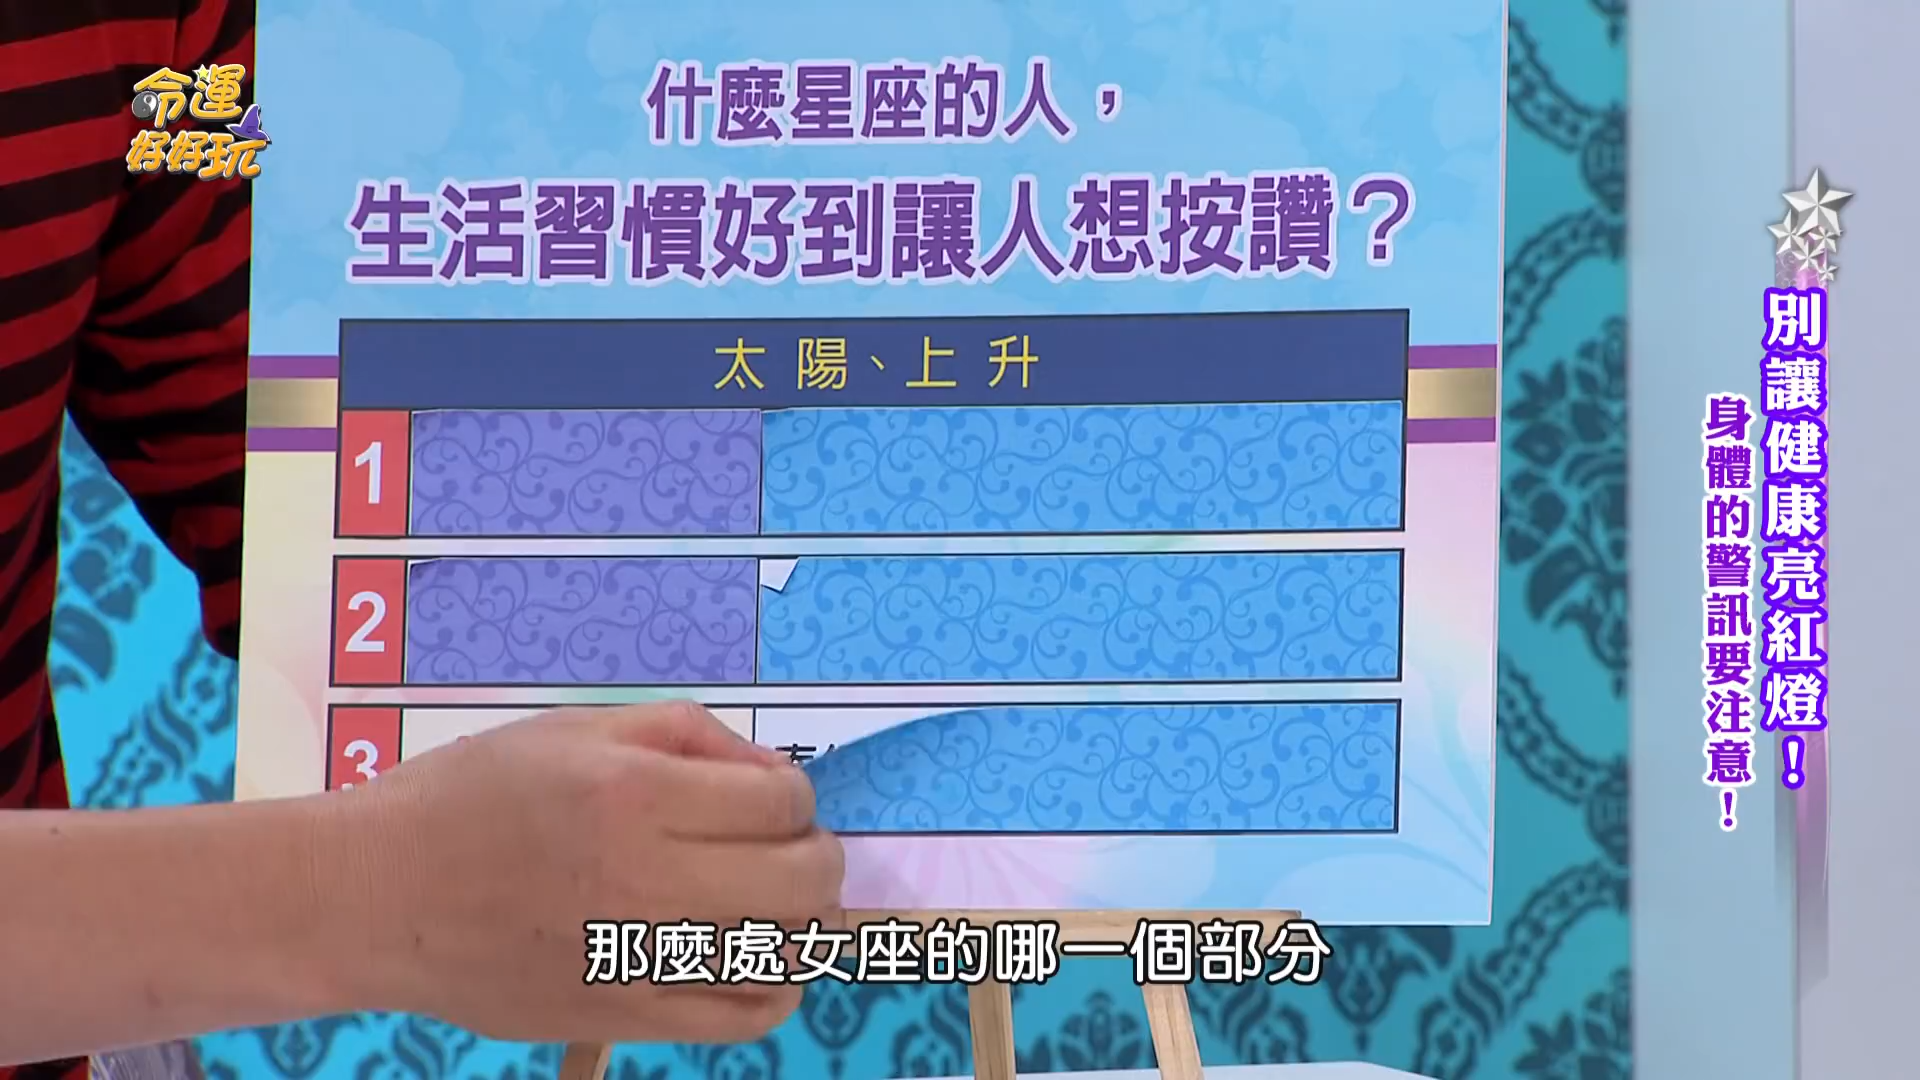 命運
好好玩
什麼星座的人，
生活習慣好到讓人想按讚？
太陽、上升
1
2
3
別讓健康亮紅燈！
身體的警訊要注意！
那麼處女座的哪一個部分